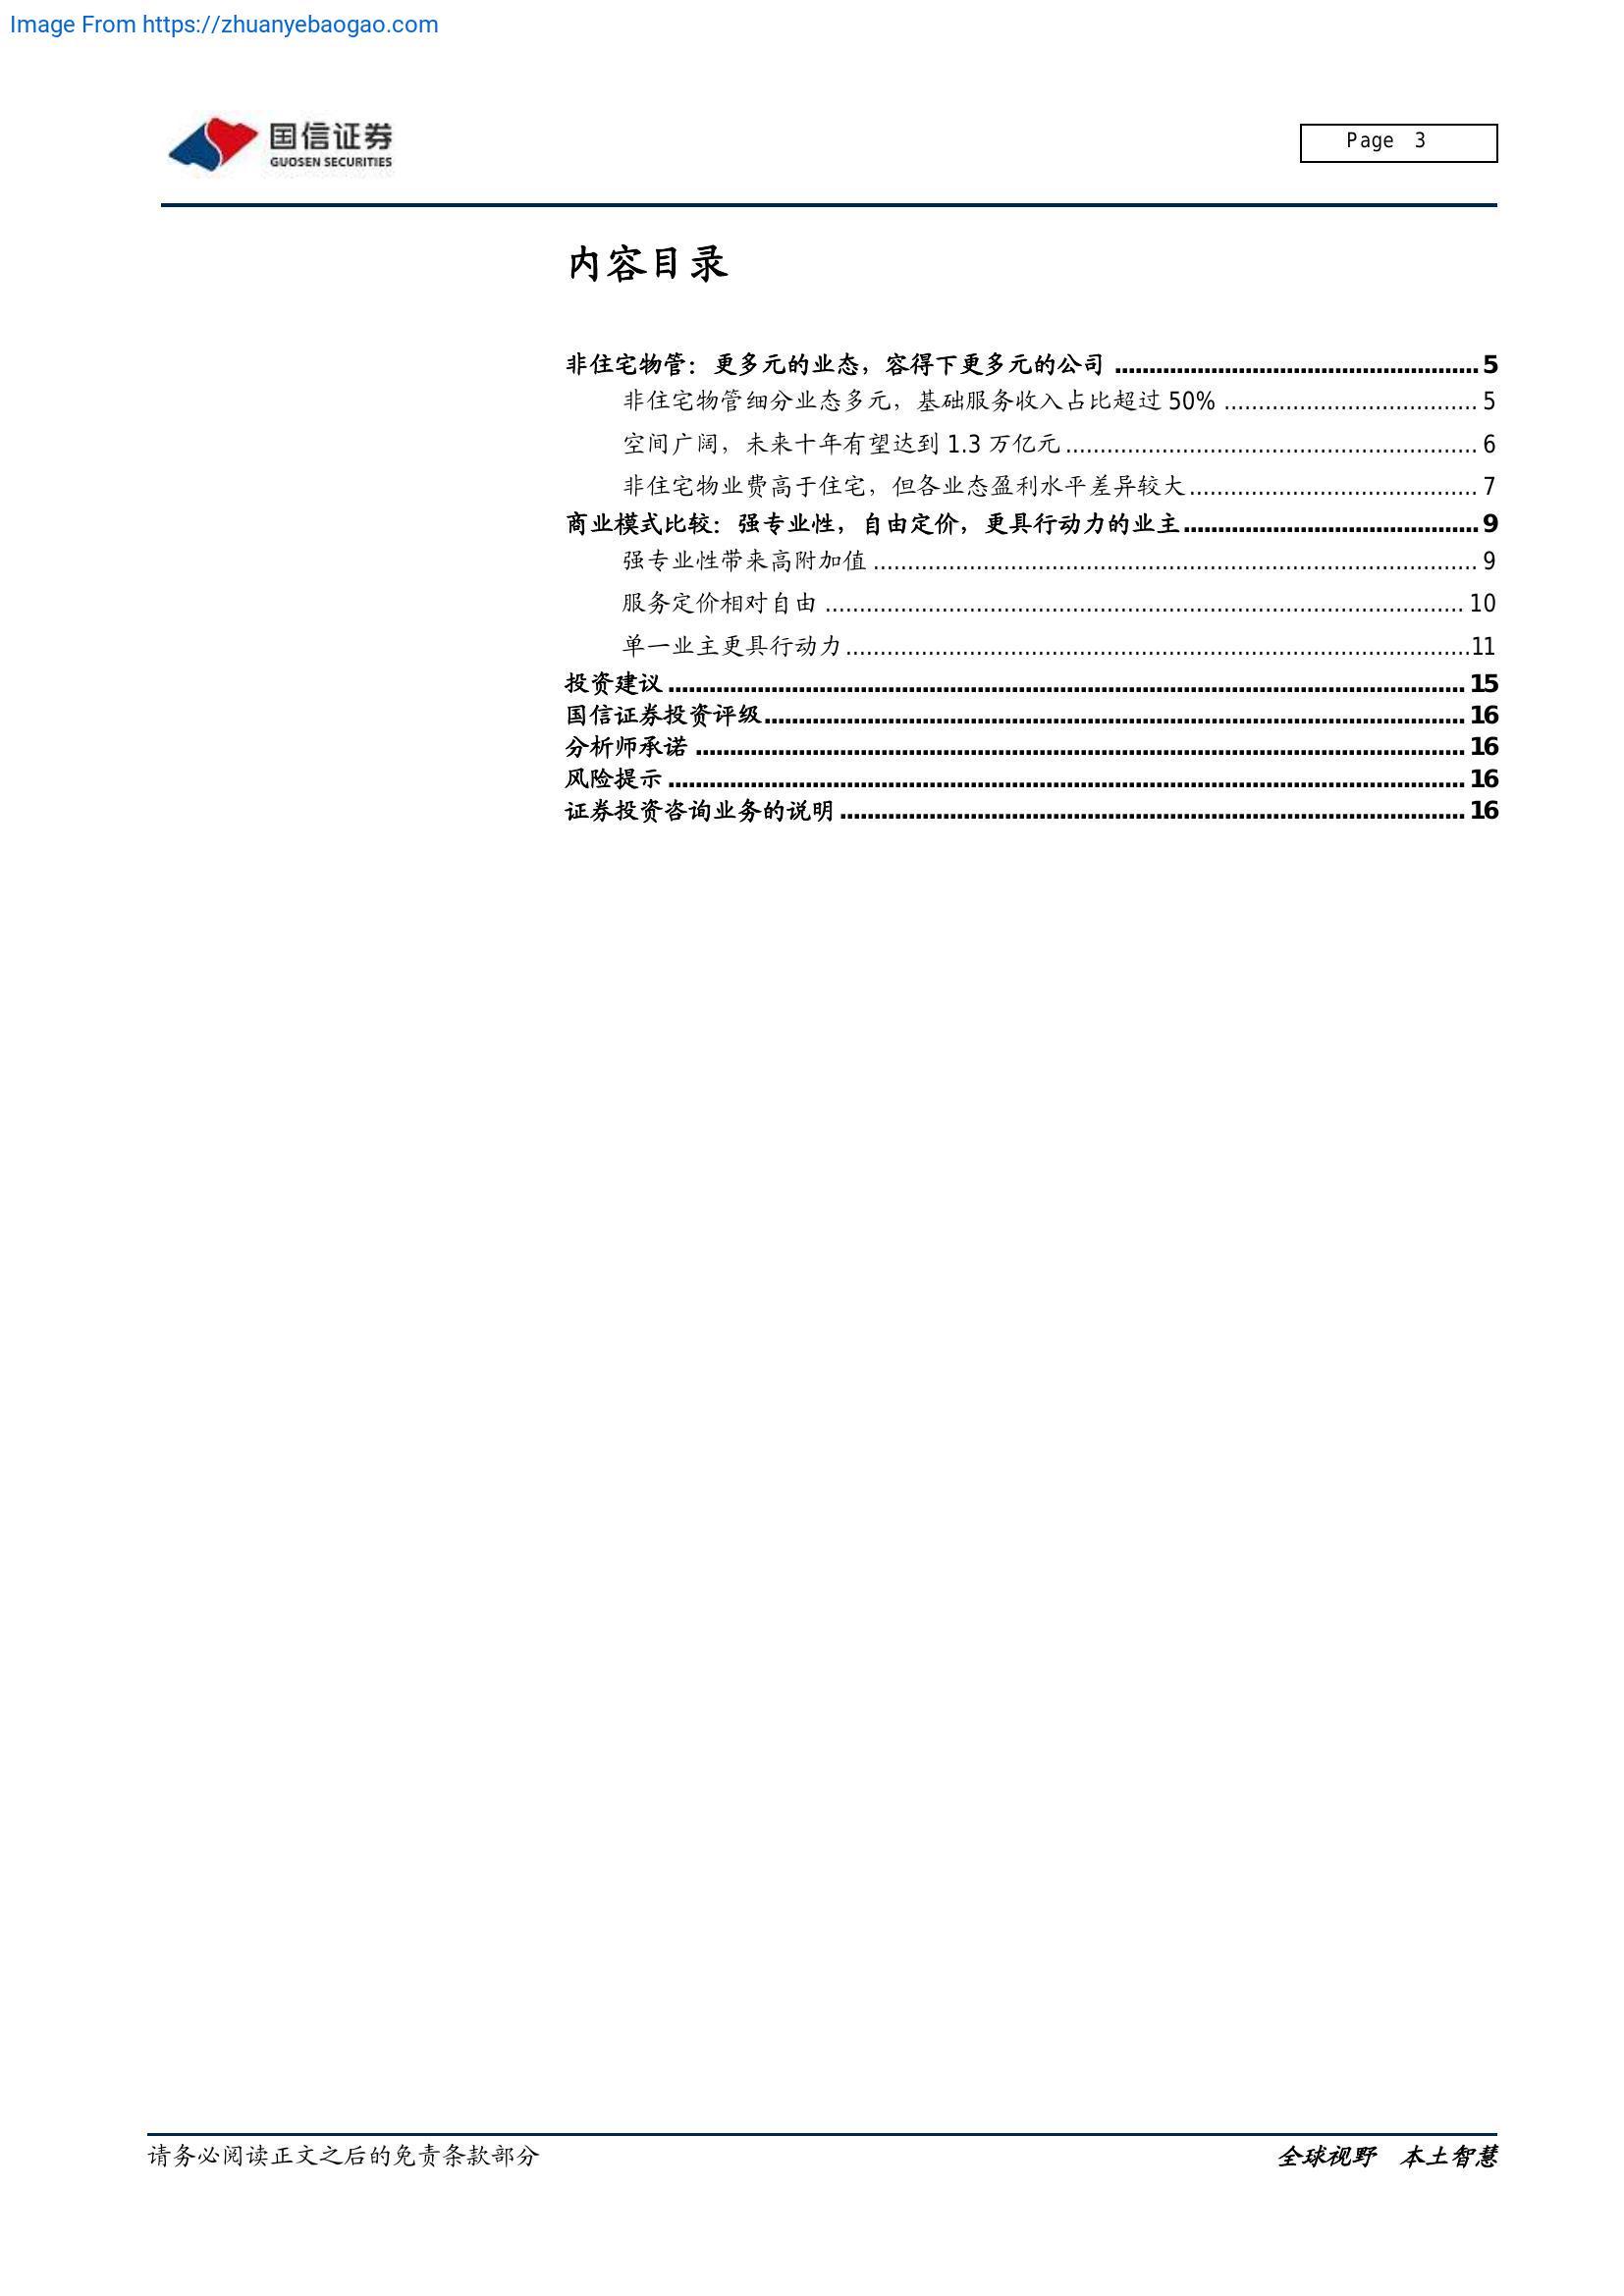 Image From https://zhuanyebaogao.com
国信证券
GUOSEN SECURITIES
Page 3
内容目录
非住宅物管：更多元的业态，容得下更多元的公司 ..................................................... 5
非住宅物管细分业态多元，基础服务收入占比超过 50% ..................................... 5
空间广阔，未来十年有望达到 1.3 万亿元 ............................................................ 6
非住宅物业费高于住宅，但各业态盈利水平差异较大 .......................................... 7
商业模式比较：强专业性，自由定价，更具行动力的业主 ........................................... 9
强专业性带来高附加值 ........................................................................................ 9
服务定价相对自由 ............................................................................................. 10
单一业主更具行动力 ........................................................................................... 11
投资建议 .................................................................................................................... 15
国信证券投资评级 ...................................................................................................... 16
分析师承诺 ................................................................................................................ 16
风险提示 .................................................................................................................... 16
证券投资咨询业务的说明 ........................................................................................... 16
请务必阅读正文之后的免责条款部分
全球视野 本土智慧